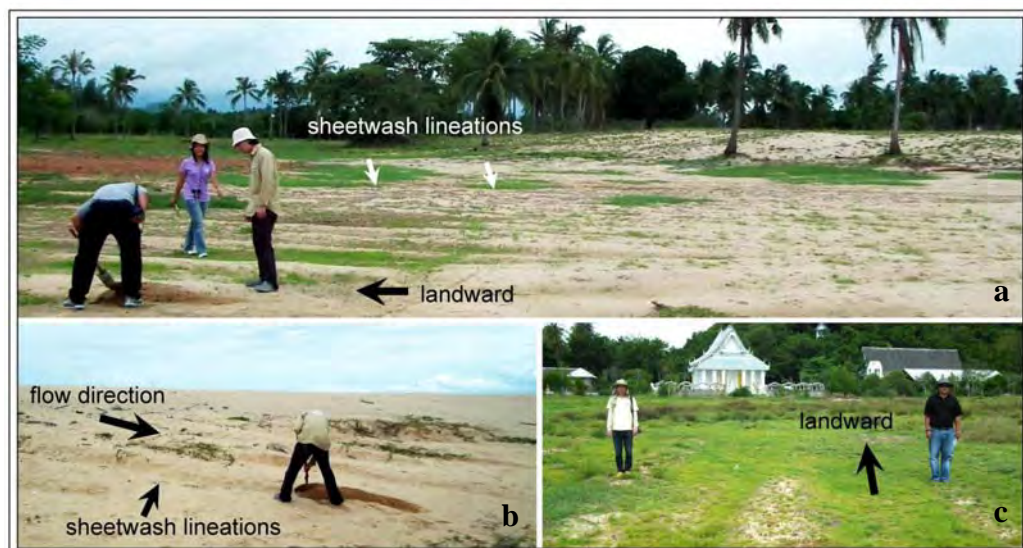 sheetwash lineations
landward
a
flow direction
sheetwash lineations
b
landward
c